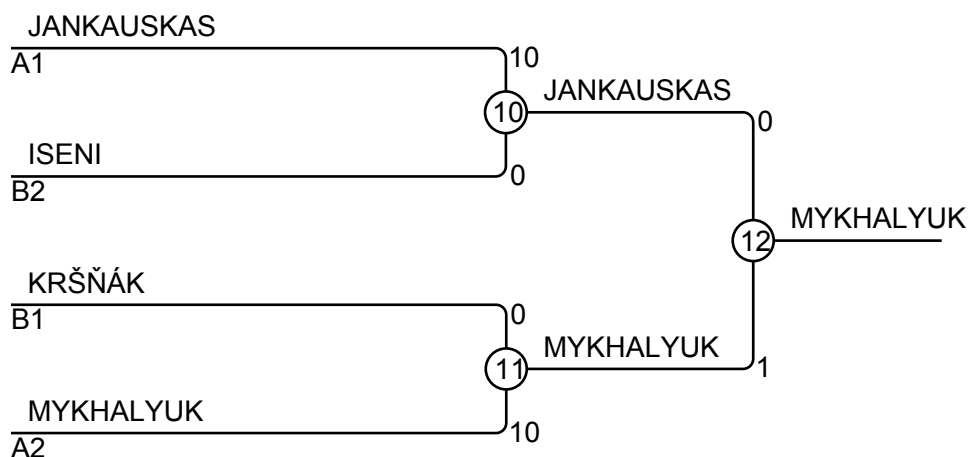 JANKAUSKAS
A1
10
10
JANKAUSKAS
0
ISENI
B2
0
12
MYKHALYUK
KRŠŇÁK
B1
0
11
MYKHALYUK
1
MYKHALYUK
A2
10